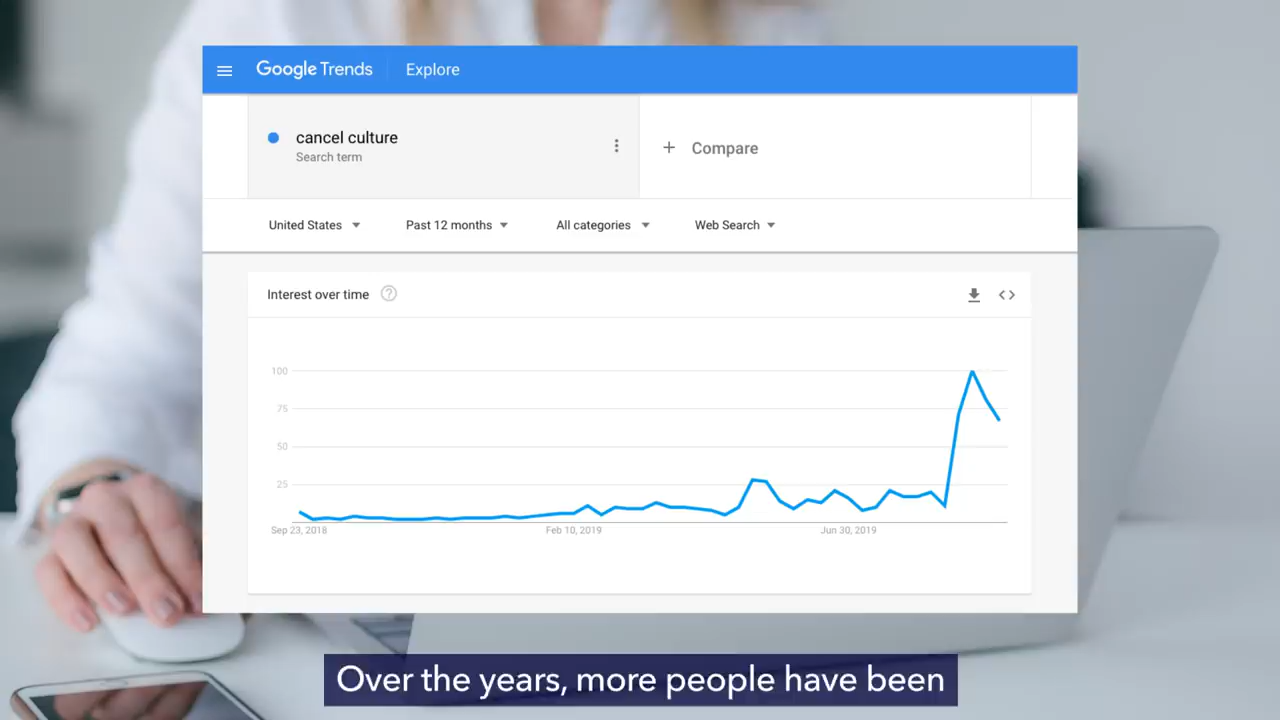 Google Trends Explore
cancel culture
Search term
+ Compare
United States Past 12 months All categories Web Search
Interest over time ?
100
75
50
25
Sep 23, 2018 Feb 10, 2019 Jun 30, 2019
Over the years, more people have been